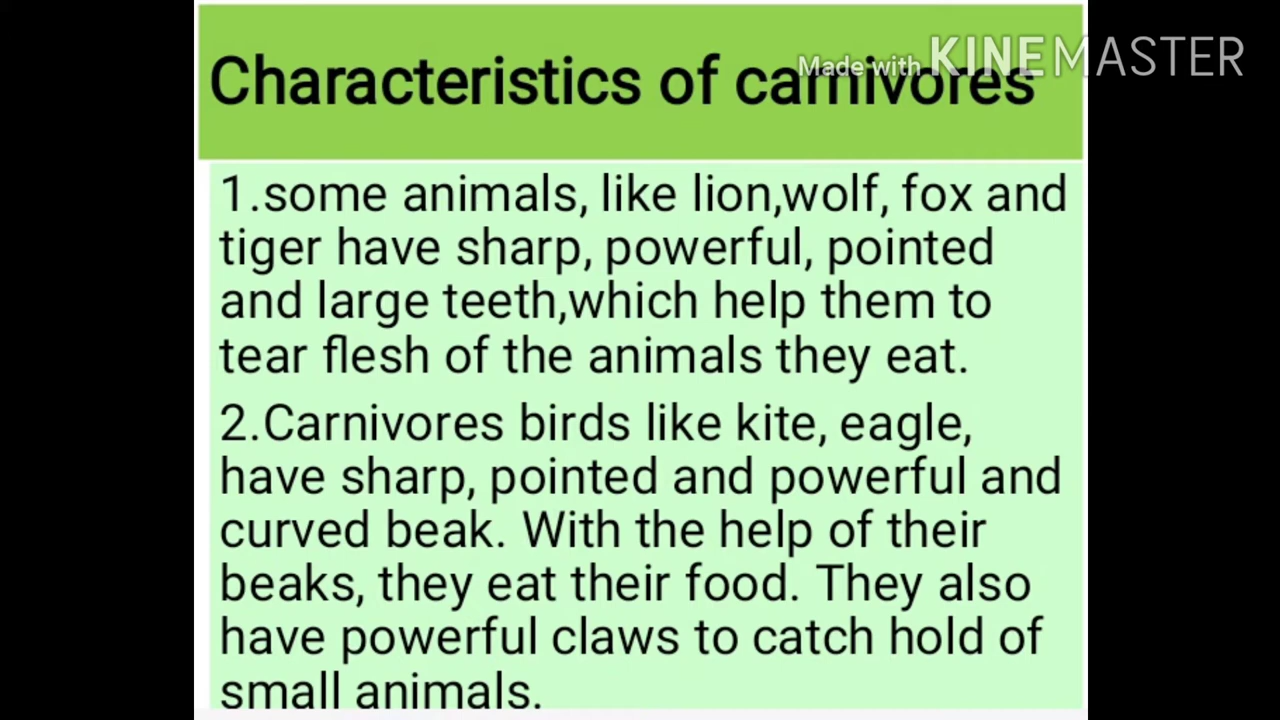 Made with KINEMASTER
Characteristics of carnivores
1.some animals, like lion,wolf, fox and
tiger have sharp, powerful, pointed
and large teeth,which help them to
tear flesh of the animals they eat.
2.Carnivores birds like kite, eagle,
have sharp, pointed and powerful and
curved beak. With the help of their
beaks, they eat their food. They also
have powerful claws to catch hold of
small animals.